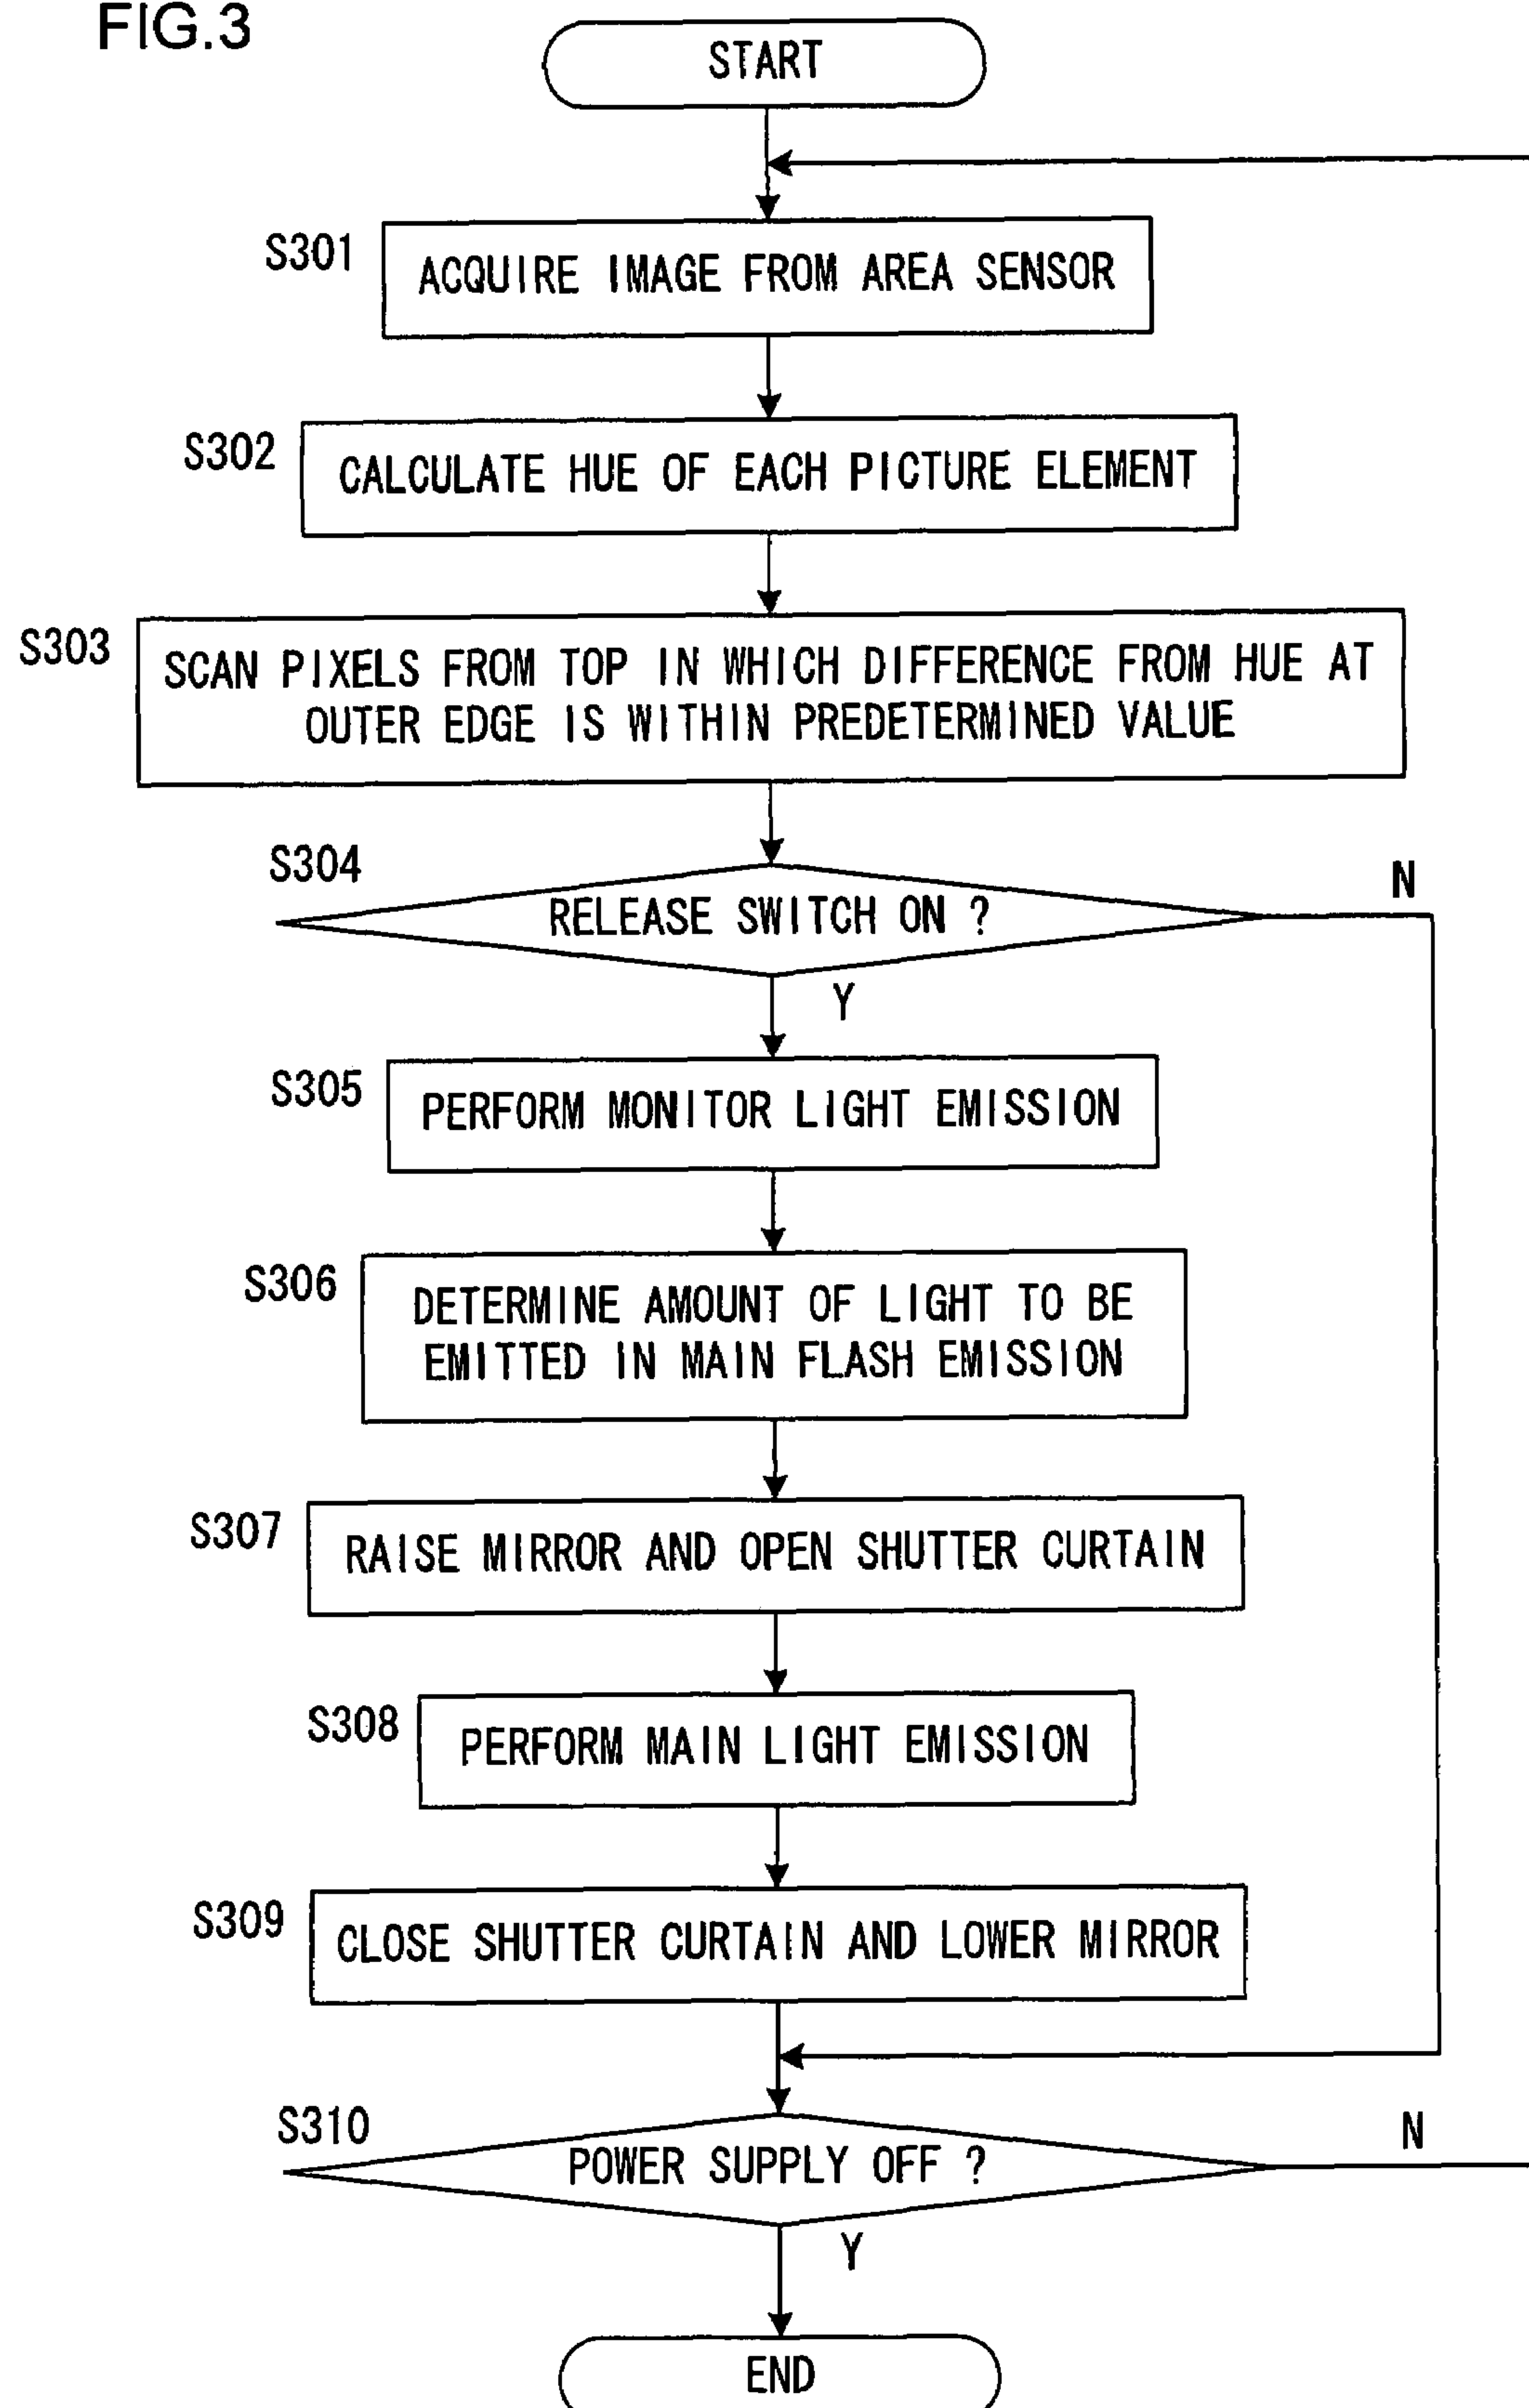 FIG.3
START
S301
ACQUIRE IMAGE FROM AREA SENSOR
S302
CALCULATE HUE OF EACH PICTURE ELEMENT
S303
SCAN PIXELS FROM TOP IN WHICH DIFFERENCE FROM HUE AT
OUTER EDGE IS WITHIN PREDETERMINED VALUE
S304
RELEASE SWITCH ON ?
N
Y
S305
PERFORM MONITOR LIGHT EMISSION
S306
DETERMINE AMOUNT OF LIGHT TO BE
EMITTED IN MAIN FLASH EMISSION
S307
RAISE MIRROR AND OPEN SHUTTER CURTAIN
S308
PERFORM MAIN LIGHT EMISSION
S309
CLOSE SHUTTER CURTAIN AND LOWER MIRROR
S310
POWER SUPPLY OFF ?
N
Y
END